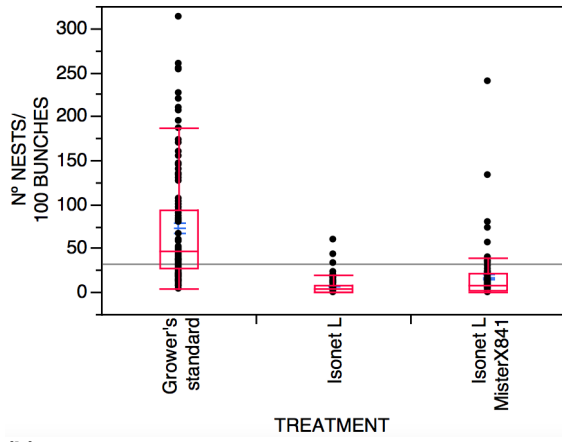 300
250
200
150
100
50
0
Nº NESTS/
100 BUNCHES
Grower's
standard
Isonet L
Isonet L
MisterX841
TREATMENT